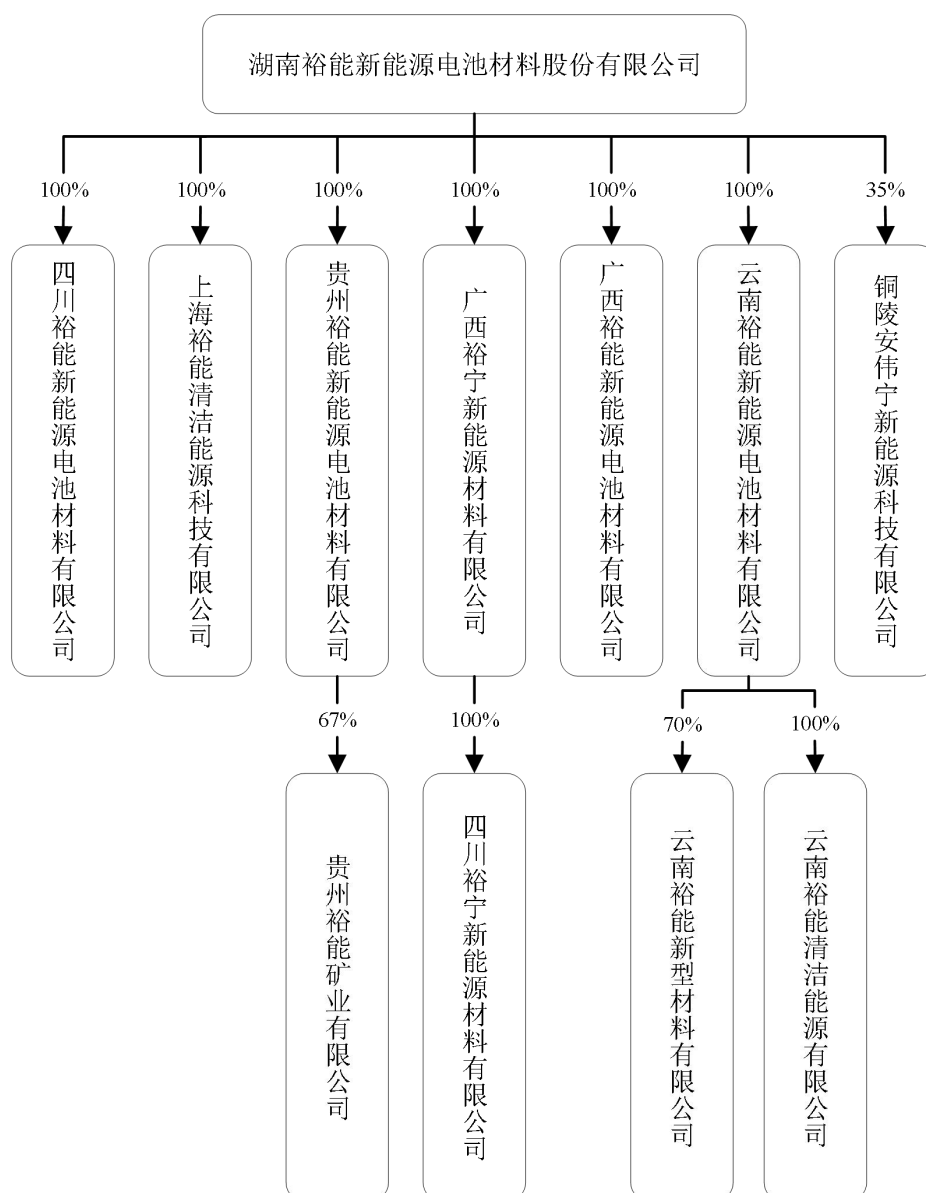 湖南裕能新能源电池材料股份有限公司
100%
100%
100%
100%
100%
100%
35%
四川裕能新能源电池材料有限公司
上海裕能清洁能源科技有限公司
贵州裕能新能源电池材料有限公司
广西裕宁新能源材料有限公司
广西裕能新能源电池材料有限公司
云南裕能新能源电池材料有限公司
铜陵安伟宁新能源科技有限公司
67%
100%
70%
100%
贵州裕能矿业有限公司
四川裕宁新能源材料有限公司
云南裕能新型材料有限公司
云南裕能清洁能源有限公司